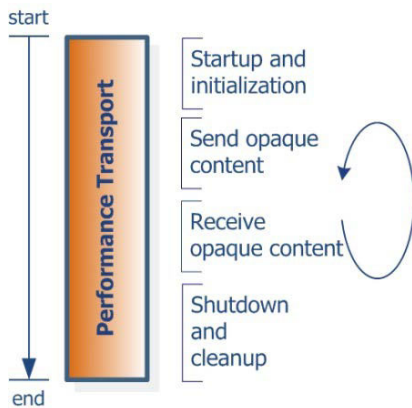 start
Performance Transport
Startup and
initialization
Send opaque
content
Receive
opaque content
Shutdown
and
cleanup
end